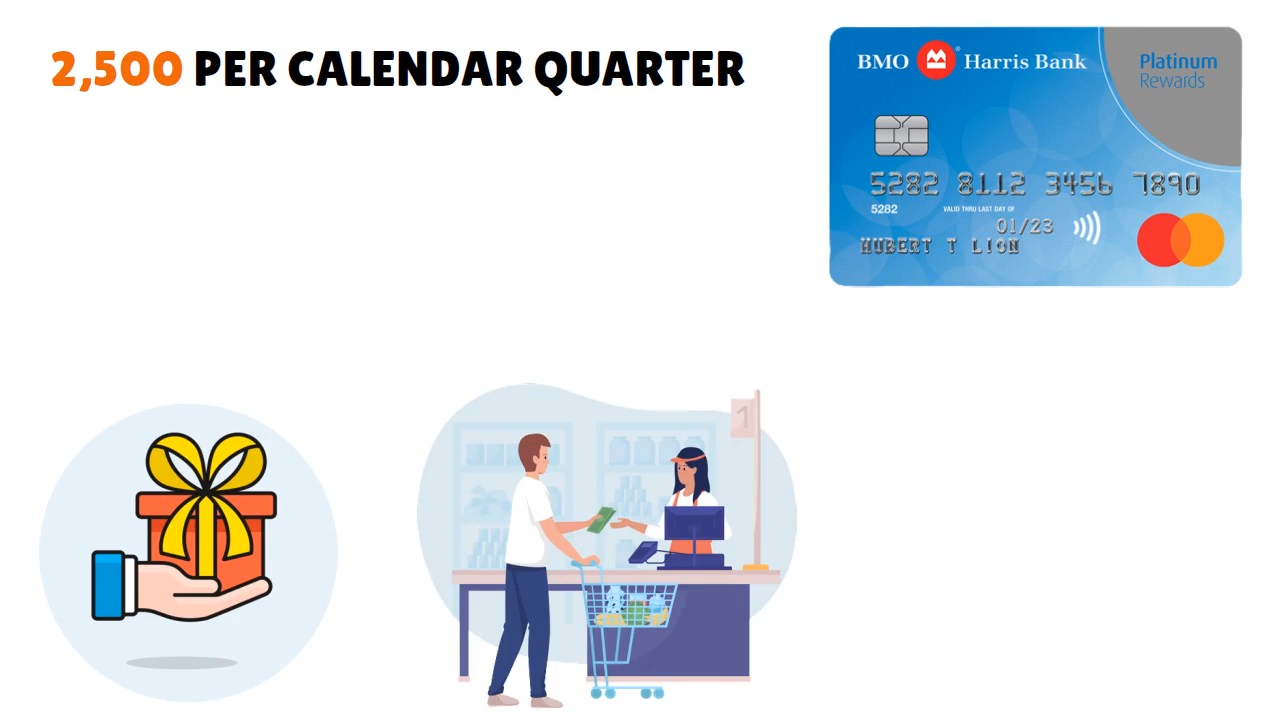 2,500 PER CALENDAR QUARTER
BMO Harris Bank
Platinum
Rewards
5282 8112 3456 7890
5282 VALID THRU LAST DAY OF
01/23
HUBERT T LION
1